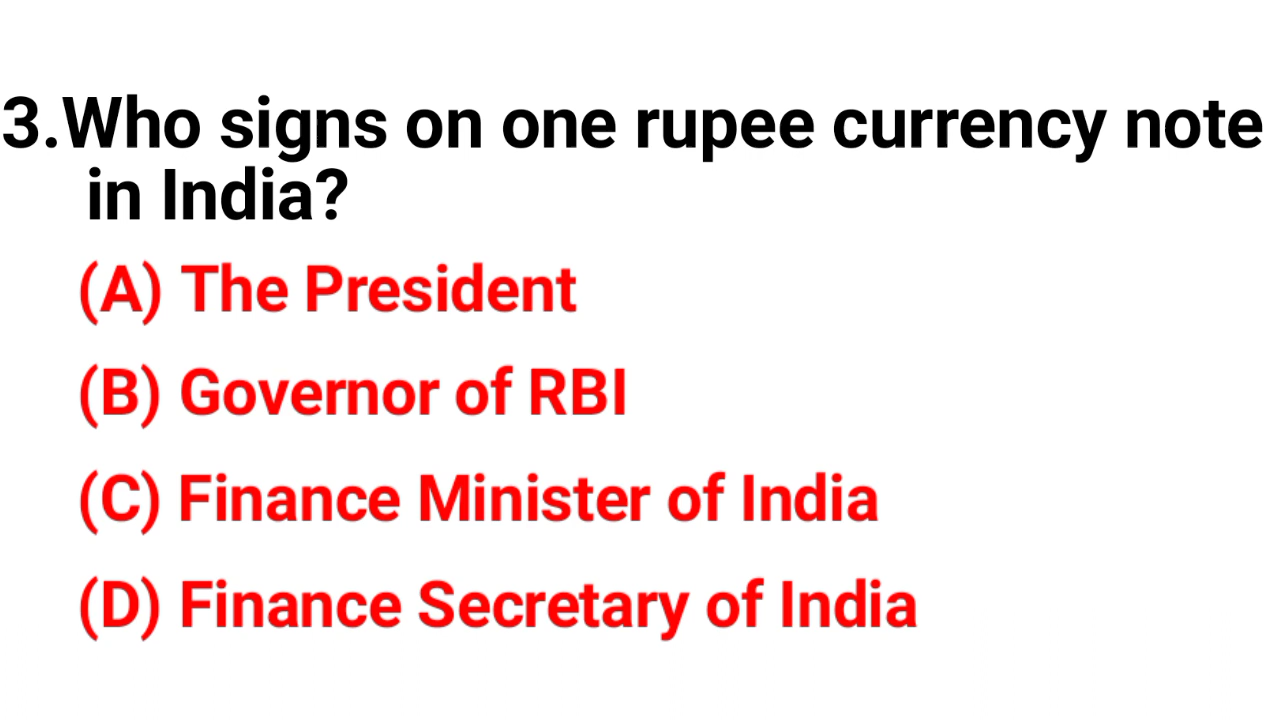 3.Who signs on one rupee currency note
in India?
(A) The President
(B) Governor of RBI
(C) Finance Minister of India
(D) Finance Secretary of India